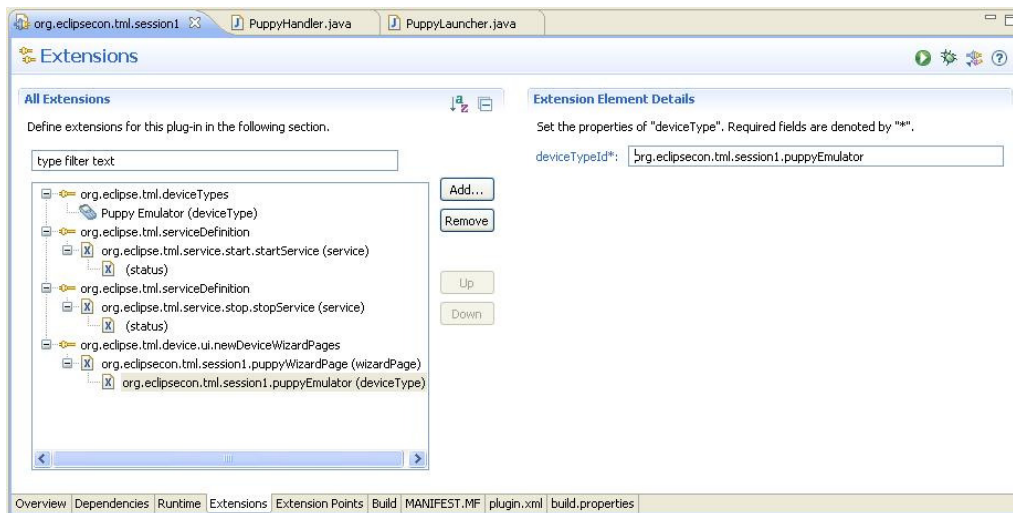 org.eclipsecon.tml.session1 PuppyHandler.java PuppyLauncher.java
Extensions
All Extensions
Define extensions for this plug-in in the following section.
type filter text
org.eclipse.tml.deviceTypes
Puppy Emulator (deviceType)
org.eclipse.tml.serviceDefinition
org.eclipse.tml.service.start.startService (service)
(status)
org.eclipse.tml.serviceDefinition
org.eclipse.tml.service.stop.stopService (service)
(status)
org.eclipse.tml.device.ui.newDeviceWizardPages
org.eclipsecon.tml.session1.puppyWizardPage (wizardPage)
org.eclipsecon.tml.session1.puppyEmulator (deviceType)
Add...
Remove
Up
Down
Extension Element Details
Set the properties of "deviceType". Required fields are denoted by "*".
deviceTypeId*: org.eclipsecon.tml.session1.puppyEmulator
Overview Dependencies Runtime Extensions Extension Points Build MANIFEST.MF plugin.xml build.properties